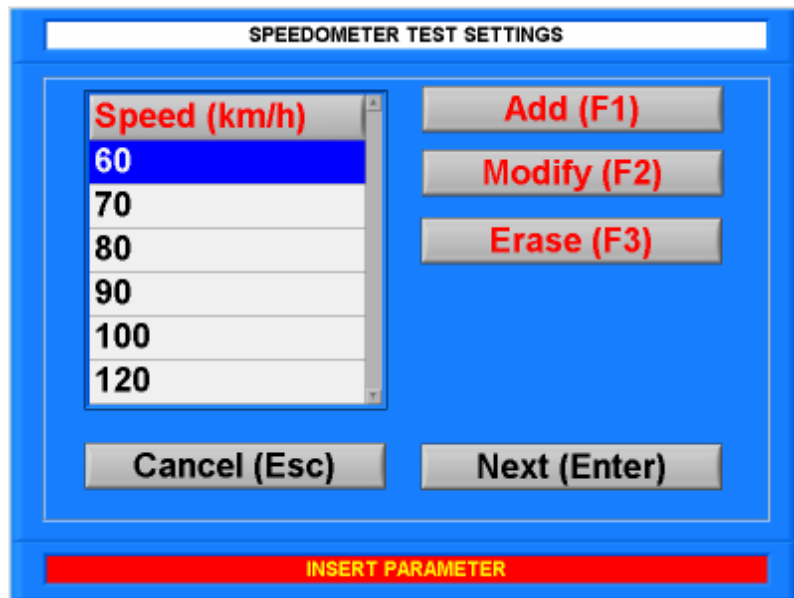 SPEEDOMETER TEST SETTINGS
Speed (km/h)
60
70
80
90
100
120
Add (F1)
Modify (F2)
Erase (F3)
Cancel (Esc)
Next (Enter)
INSERT PARAMETER